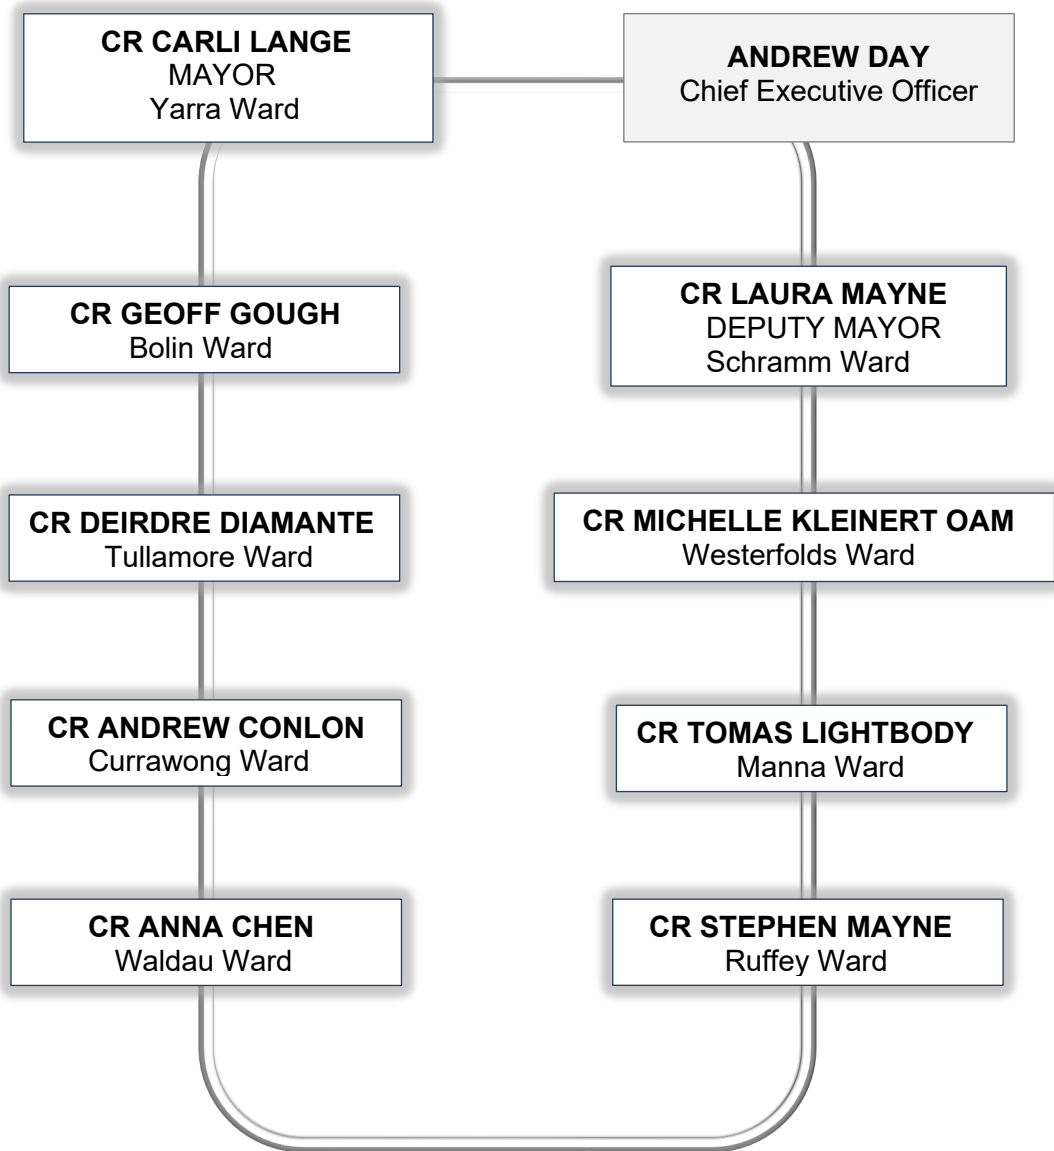 CR CARLI LANGE
MAYOR
Yarra Ward
ANDREW DAY
Chief Executive Officer
CR GEOFF GOUGH
Bolin Ward
CR LAURA MAYNE
DEPUTY MAYOR
Schramm Ward
CR DEIRDRE DIAMANTE
Tullamore Ward
CR MICHELLE KLEINERT OAM
Westerfolds Ward
CR ANDREW CONLON
Currawong Ward
CR TOMAS LIGHTBODY
Manna Ward
CR ANNA CHEN
Waldau Ward
CR STEPHEN MAYNE
Ruffey Ward